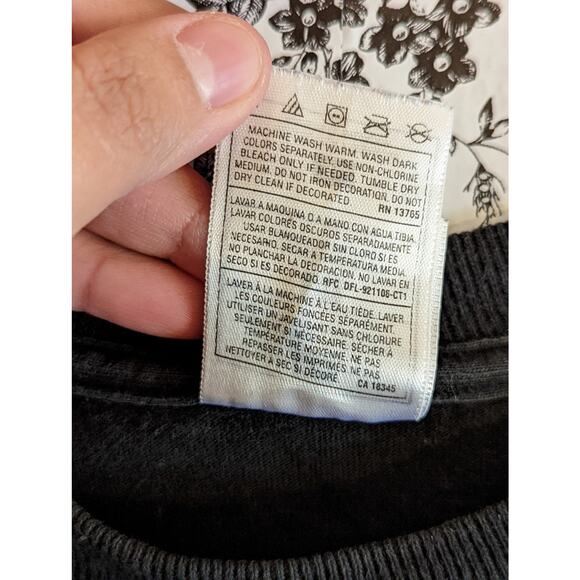 MACHINE WASH WARM. WASH DARK
COLORS SEPARATELY. USE NON-CHLORINE
BLEACH ONLY IF NEEDED. TUMBLE DRY
MEDIUM. DO NOT IRON DECORATION. DO NOT
DRY CLEAN IF DECORATED.
RN 13765
LAVAR A MAQUINA O A MANO CON AGUA TIBIA.
LAVAR COLORES OSCUROS SEPARADAMENTE
USAR BLANQUEADOR SIN CLORO SI ES
NECESARIO. SECAR A TEMPERATURA MEDIA.
NO PLANCHAR LA DECORACION. NO LAVAR EN
SECO SI ES DECORADO. RFC DFL-921108-CT1
LAVER À LA MACHINE À L'EAU TIÈDE. LAVER
LES COULEURS FONCÉES SÉPARÉMENT.
UTILISER UN JAVELISANT SANS CHLORURE
SEULEMENT SI NÉCESSAIRE. SÉCHER À
TEMPÉRATURE MOYENNE. NE PAS
REPASSER LES IMPRIMÉS. NE PAS
NETTOYER À SEC SI DÉCORÉ.
CA 18345